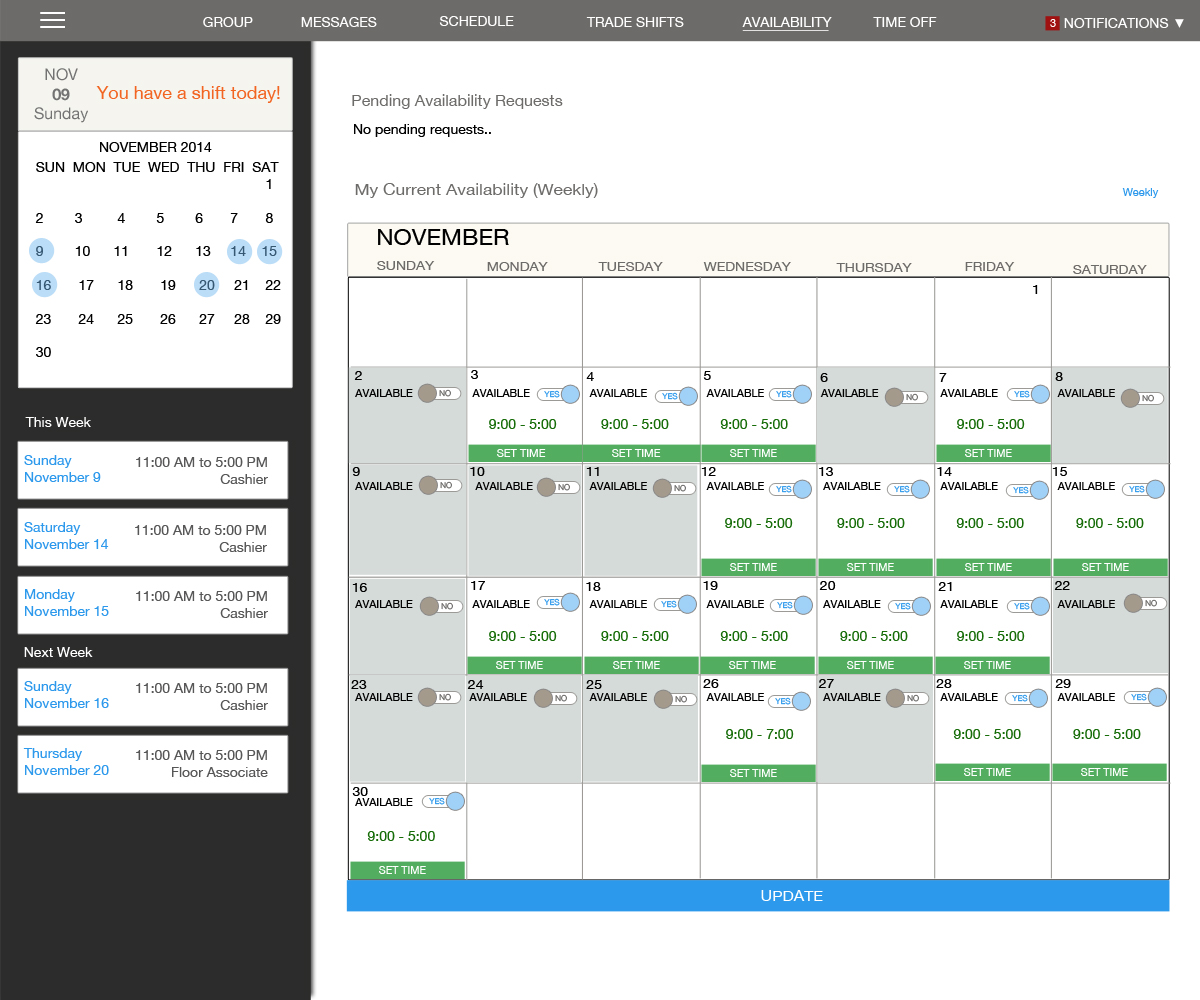 GROUP MESSAGES SCHEDULE TRADE SHIFTS AVAILABILITY TIME OFF 3 NOTIFICATIONS ▼
NOV
09
Sunday
You have a shift today!
NOVEMBER 2014
SUN MON TUE WED THU FRI SAT
1
2 3 4 5 6 7 8
9 10 11 12 13 14 15
16 17 18 19 20 21 22
23 24 25 26 27 28 29
30
This Week
Sunday 11:00 AM to 5:00 PM
November 9 Cashier
Saturday 11:00 AM to 5:00 PM
November 14 Cashier
Monday 11:00 AM to 5:00 PM
November 15 Cashier
Next Week
Sunday 11:00 AM to 5:00 PM
November 16 Cashier
Thursday 11:00 AM to 5:00 PM
November 20 Floor Associate
Pending Availability Requests
No pending requests..
My Current Availability (Weekly)
Weekly
NOVEMBER
SUNDAY MONDAY TUESDAY WEDNESDAY THURSDAY FRIDAY SATURDAY
1
2 3 4 5 6 7 8
AVAILABLE NO AVAILABLE YES AVAILABLE YES AVAILABLE YES AVAILABLE NO AVAILABLE YES AVAILABLE NO
9:00 - 5:00 9:00 - 5:00 9:00 - 5:00 9:00 - 5:00
SET TIME SET TIME SET TIME SET TIME
9 10 11 12 13 14 15
AVAILABLE NO AVAILABLE NO AVAILABLE NO AVAILABLE YES AVAILABLE YES AVAILABLE YES AVAILABLE YES
9:00 - 5:00 9:00 - 5:00 9:00 - 5:00 9:00 - 5:00
SET TIME SET TIME SET TIME SET TIME
16 17 18 19 20 21 22
AVAILABLE NO AVAILABLE YES AVAILABLE YES AVAILABLE YES AVAILABLE YES AVAILABLE YES AVAILABLE NO
9:00 - 5:00 9:00 - 5:00 9:00 - 5:00 9:00 - 5:00 9:00 - 5:00
SET TIME SET TIME SET TIME SET TIME SET TIME
23 24 25 26 27 28 29
AVAILABLE NO AVAILABLE NO AVAILABLE NO AVAILABLE YES AVAILABLE NO AVAILABLE YES AVAILABLE YES
9:00 - 7:00 9:00 - 5:00 9:00 - 5:00
SET TIME SET TIME SET TIME
30
AVAILABLE YES
9:00 - 5:00
SET TIME
UPDATE